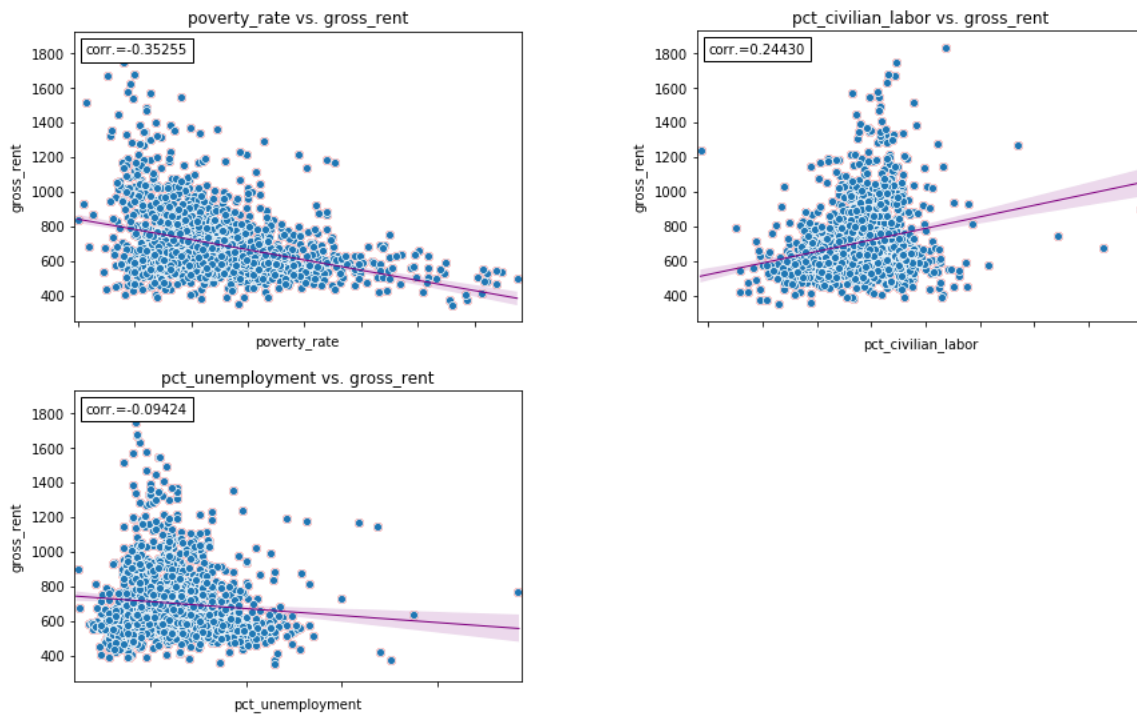 poverty_rate vs. gross_rent
corr.=-0.35255
1800
1600
1400
1200
1000
800
600
400
gross_rent
poverty_rate
pct_civilian_labor vs. gross_rent
corr.=0.24430
1800
1600
1400
1200
1000
800
600
400
gross_rent
pct_civilian_labor
pct_unemployment vs. gross_rent
corr.=-0.09424
1800
1600
1400
1200
1000
800
600
400
gross_rent
pct_unemployment